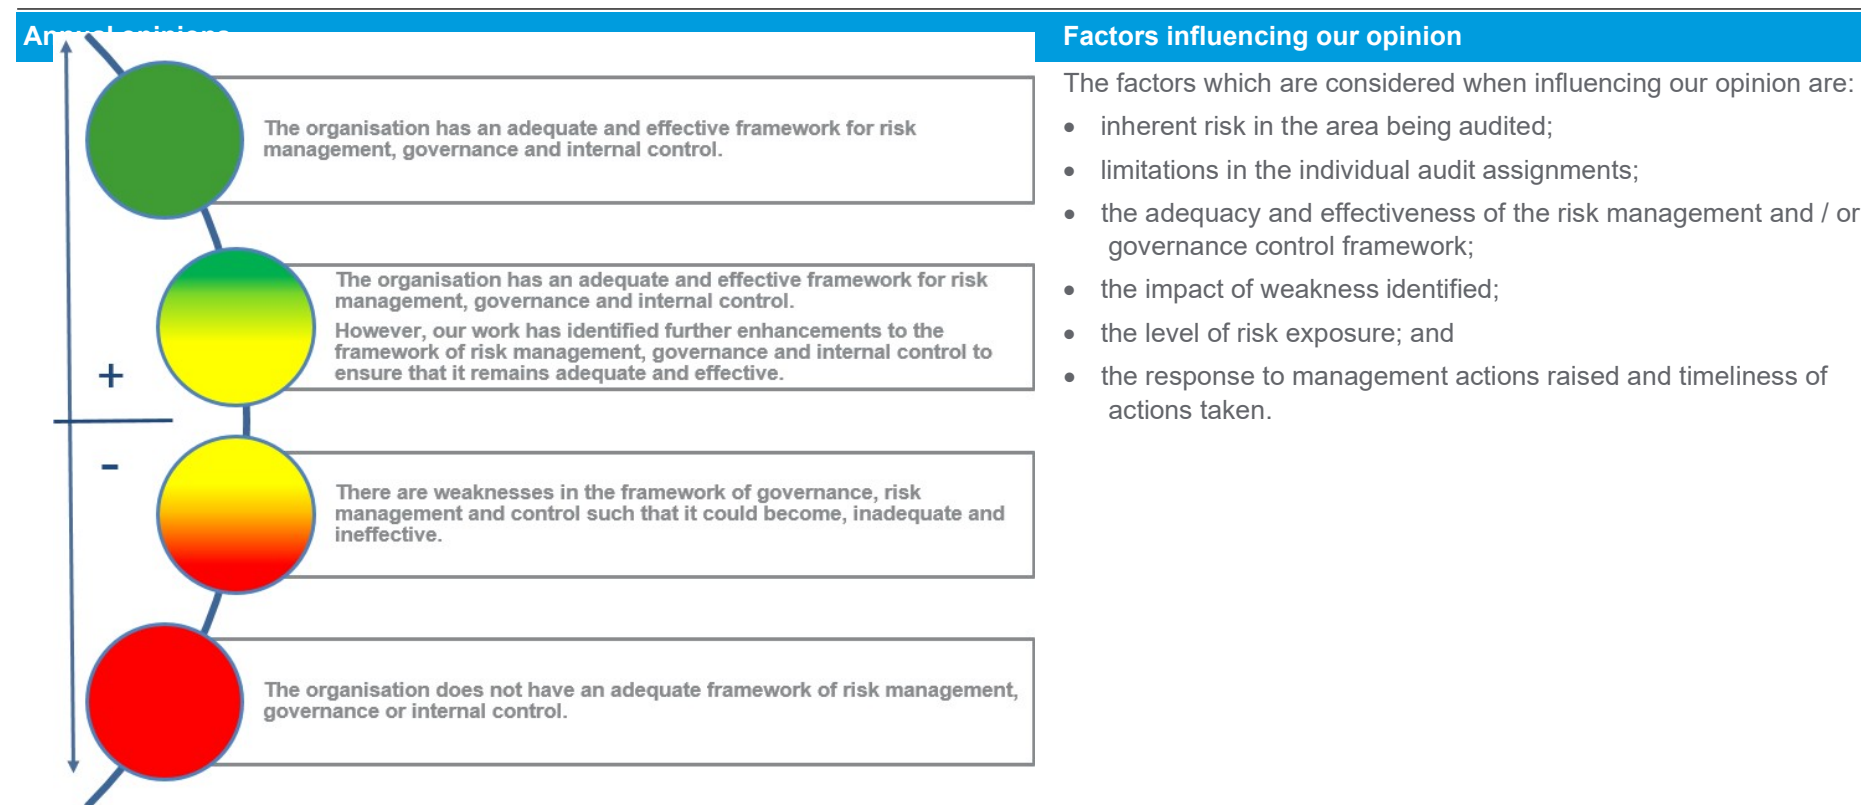 Annual opinions
Factors influencing our opinion
The organisation has an adequate and effective framework for risk
management, governance and internal control.
The organisation has an adequate and effective framework for risk
management, governance and internal control.
However, our work has identified further enhancements to the
framework of risk management, governance and internal control to
ensure that it remains adequate and effective.
+
-
There are weaknesses in the framework of governance, risk
management and control such that it could become, inadequate and
ineffective.
The organisation does not have an adequate framework of risk management,
governance or internal control.
The factors which are considered when influencing our opinion are:
• inherent risk in the area being audited;
• limitations in the individual audit assignments;
• the adequacy and effectiveness of the risk management and / or
governance control framework;
• the impact of weakness identified;
• the level of risk exposure; and
• the response to management actions raised and timeliness of
actions taken.